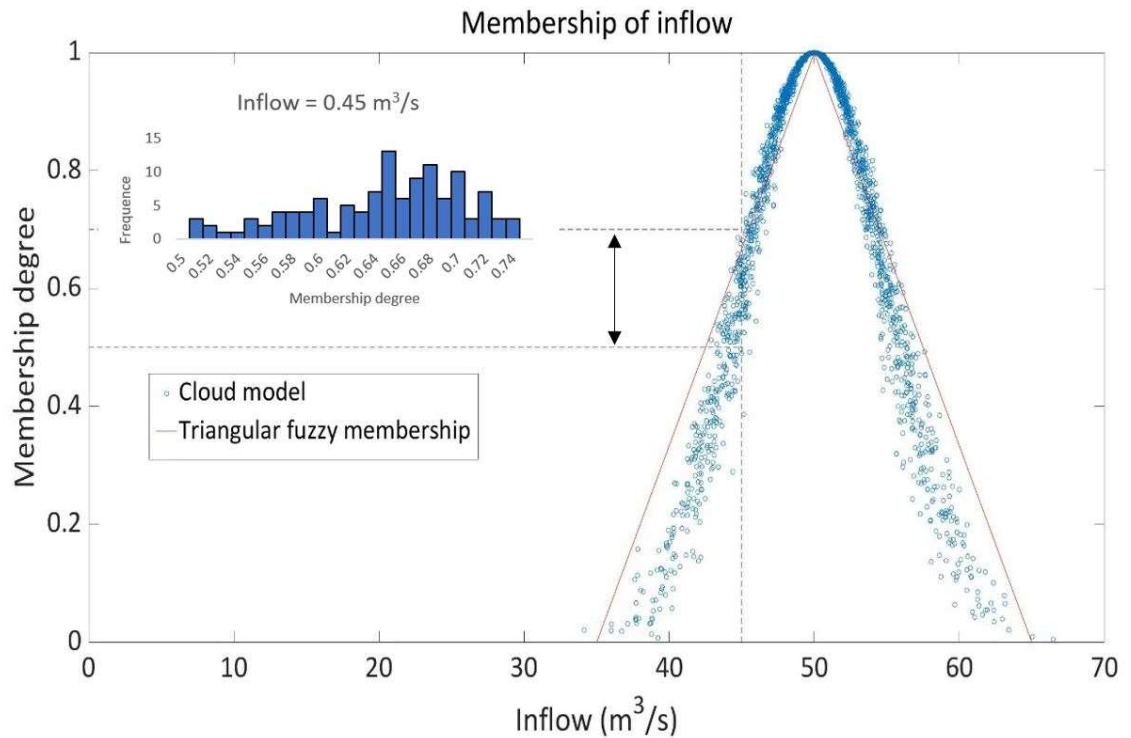 Membership of inflow
Inflow = 0.45 m³/s
Frequence
15
10
5
0
0.5 0.52 0.54 0.56 0.58 0.6 0.62 0.64 0.66 0.68 0.7 0.72 0.74
Membership degree
Cloud model
Triangular fuzzy membership
Membership degree
1
0.8
0.6
0.4
0.2
0
0 10 20 30 40 50 60 70
Inflow (m³/s)